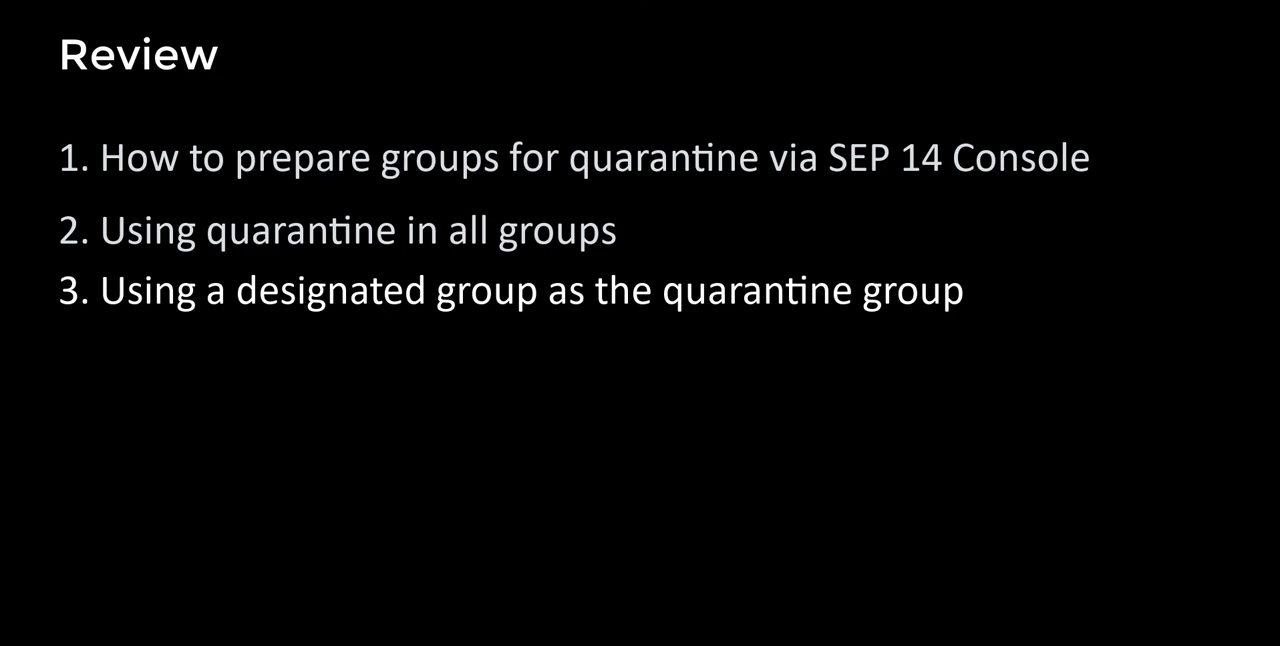 Review
1. How to prepare groups for quarantine via SEP 14 Console
2. Using quarantine in all groups
3. Using a designated group as the quarantine group